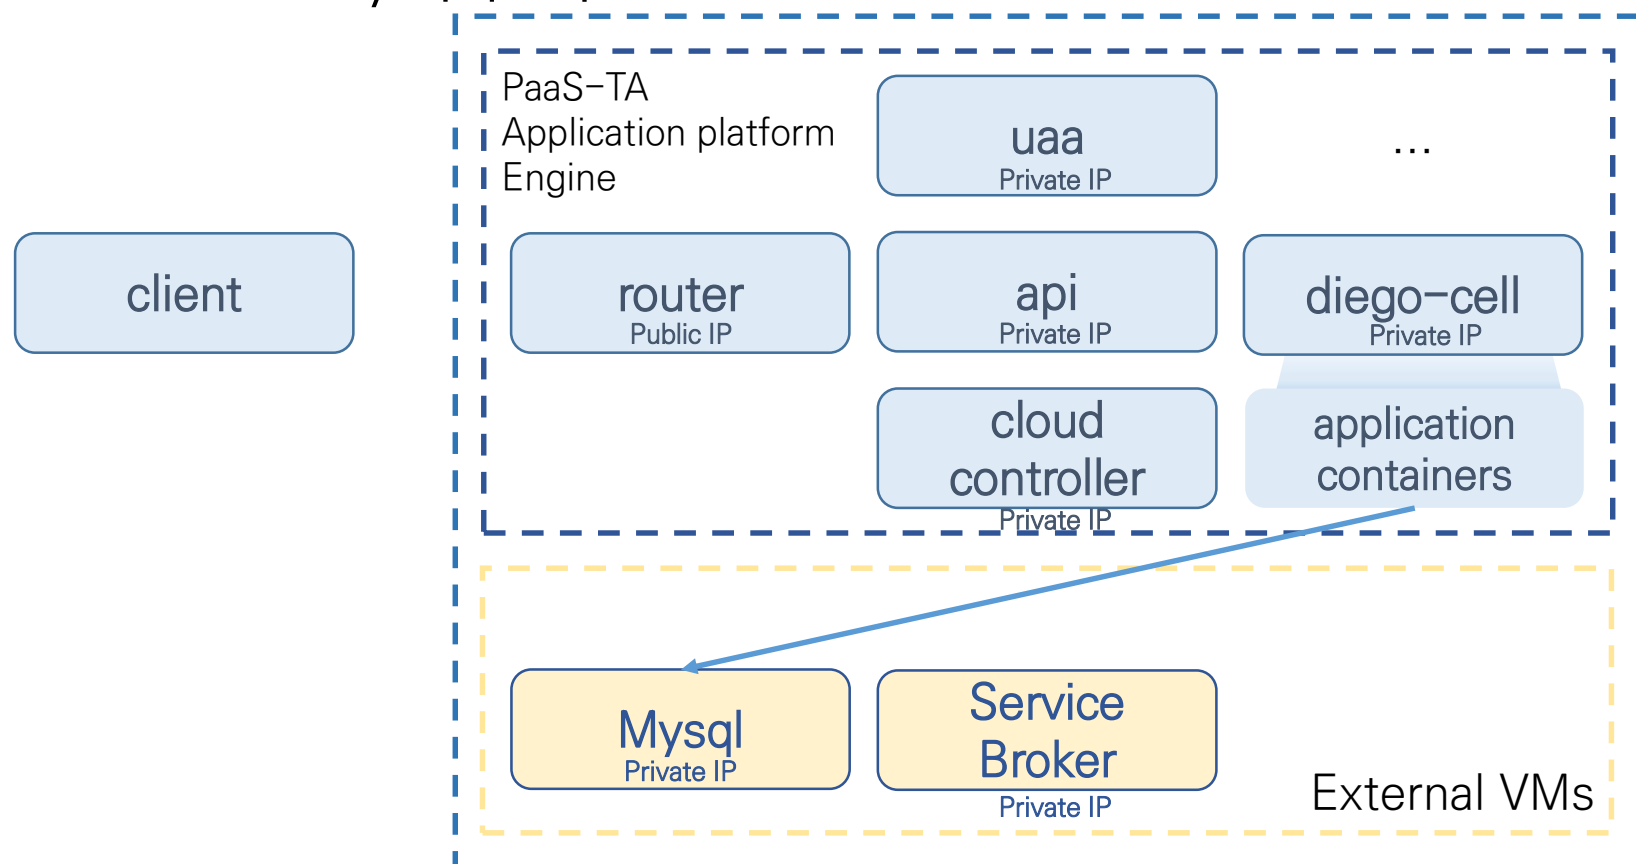 PaaS-TA
Application platform
Engine
uaa
Private IP
...
client
router
Public IP
api
Private IP
diego-cell
Private IP
cloud
controller
Private IP
application
containers
Mysql
Private IP
Service
Broker
Private IP
External VMs